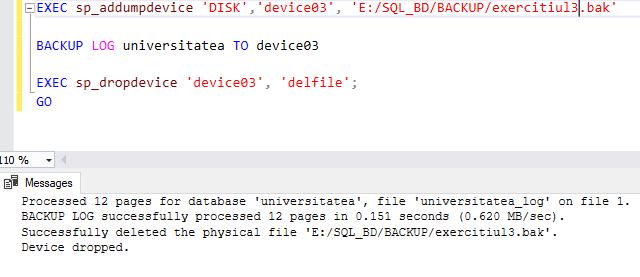 EXEC sp_addumpdevice 'DISK','device03', 'E:/SQL_BD/BACKUP/exercitiul3.bak'
BACKUP LOG universitatea TO device03
EXEC sp_dropdevice 'device03', 'delfile';
GO
110 %
Messages
Processed 12 pages for database 'universitatea', file 'universitatea_log' on file 1.
BACKUP LOG successfully processed 12 pages in 0.151 seconds (0.620 MB/sec).
Successfully deleted the physical file 'E:/SQL_BD/BACKUP/exercitiul3.bak'.
Device dropped.